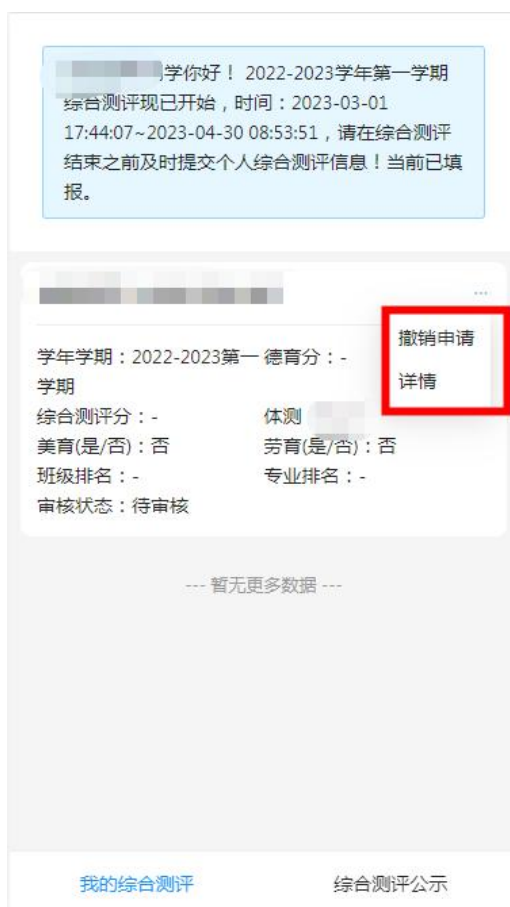 学你好！ 2022-2023学年第一学期
综合测评现已开始，时间：2023-03-01
17:44:07~2023-04-30 08:53:51，请在综合测评
结束之前及时提交个人综合测评信息！当前已填
报。
...
撤销申请
详情
学年学期：2022-2023第一 德育分：-
学期
综合测评分：- 体测
美育(是/否)：否 劳育(是/否)：否
班级排名：- 专业排名：-
审核状态：待审核
--- 暂无更多数据 ---
我的综合测评 综合测评公示